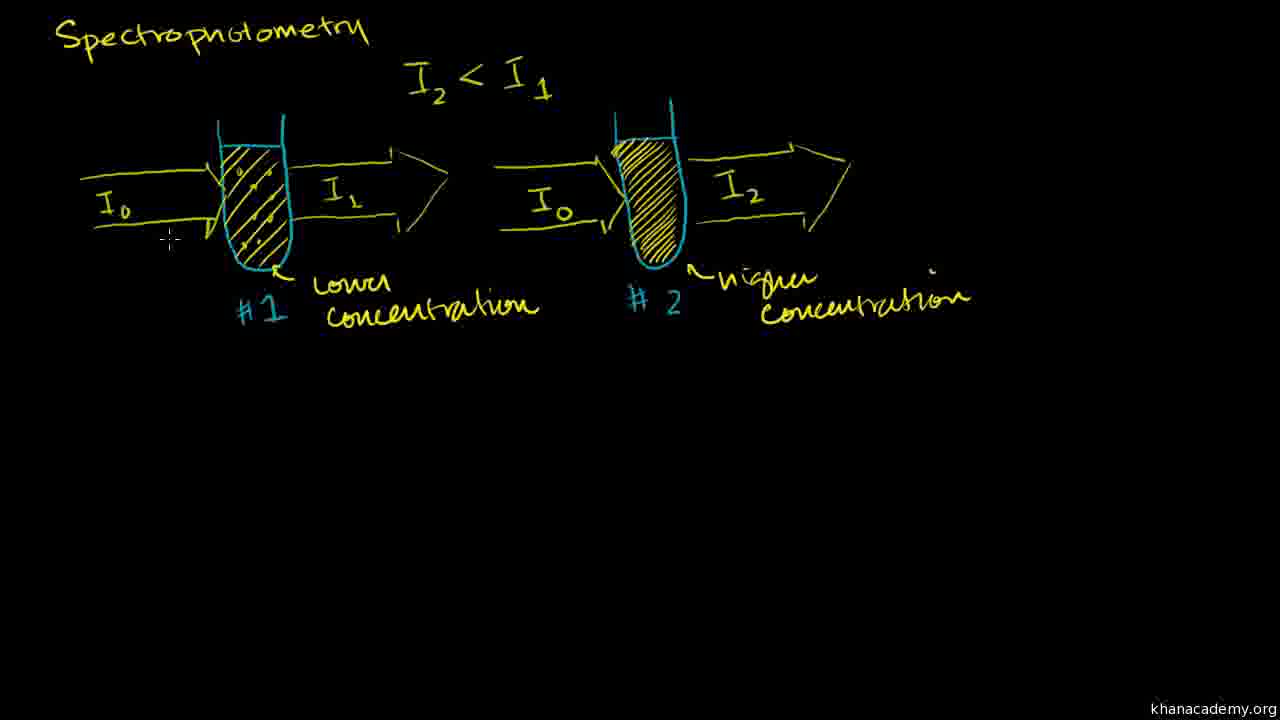 Spectrophotometry
I₂ < I₁
I₀
I₁
I₀
I₂
Lower
concentration
#1
higher
concentration
# 2
khanacademy.org